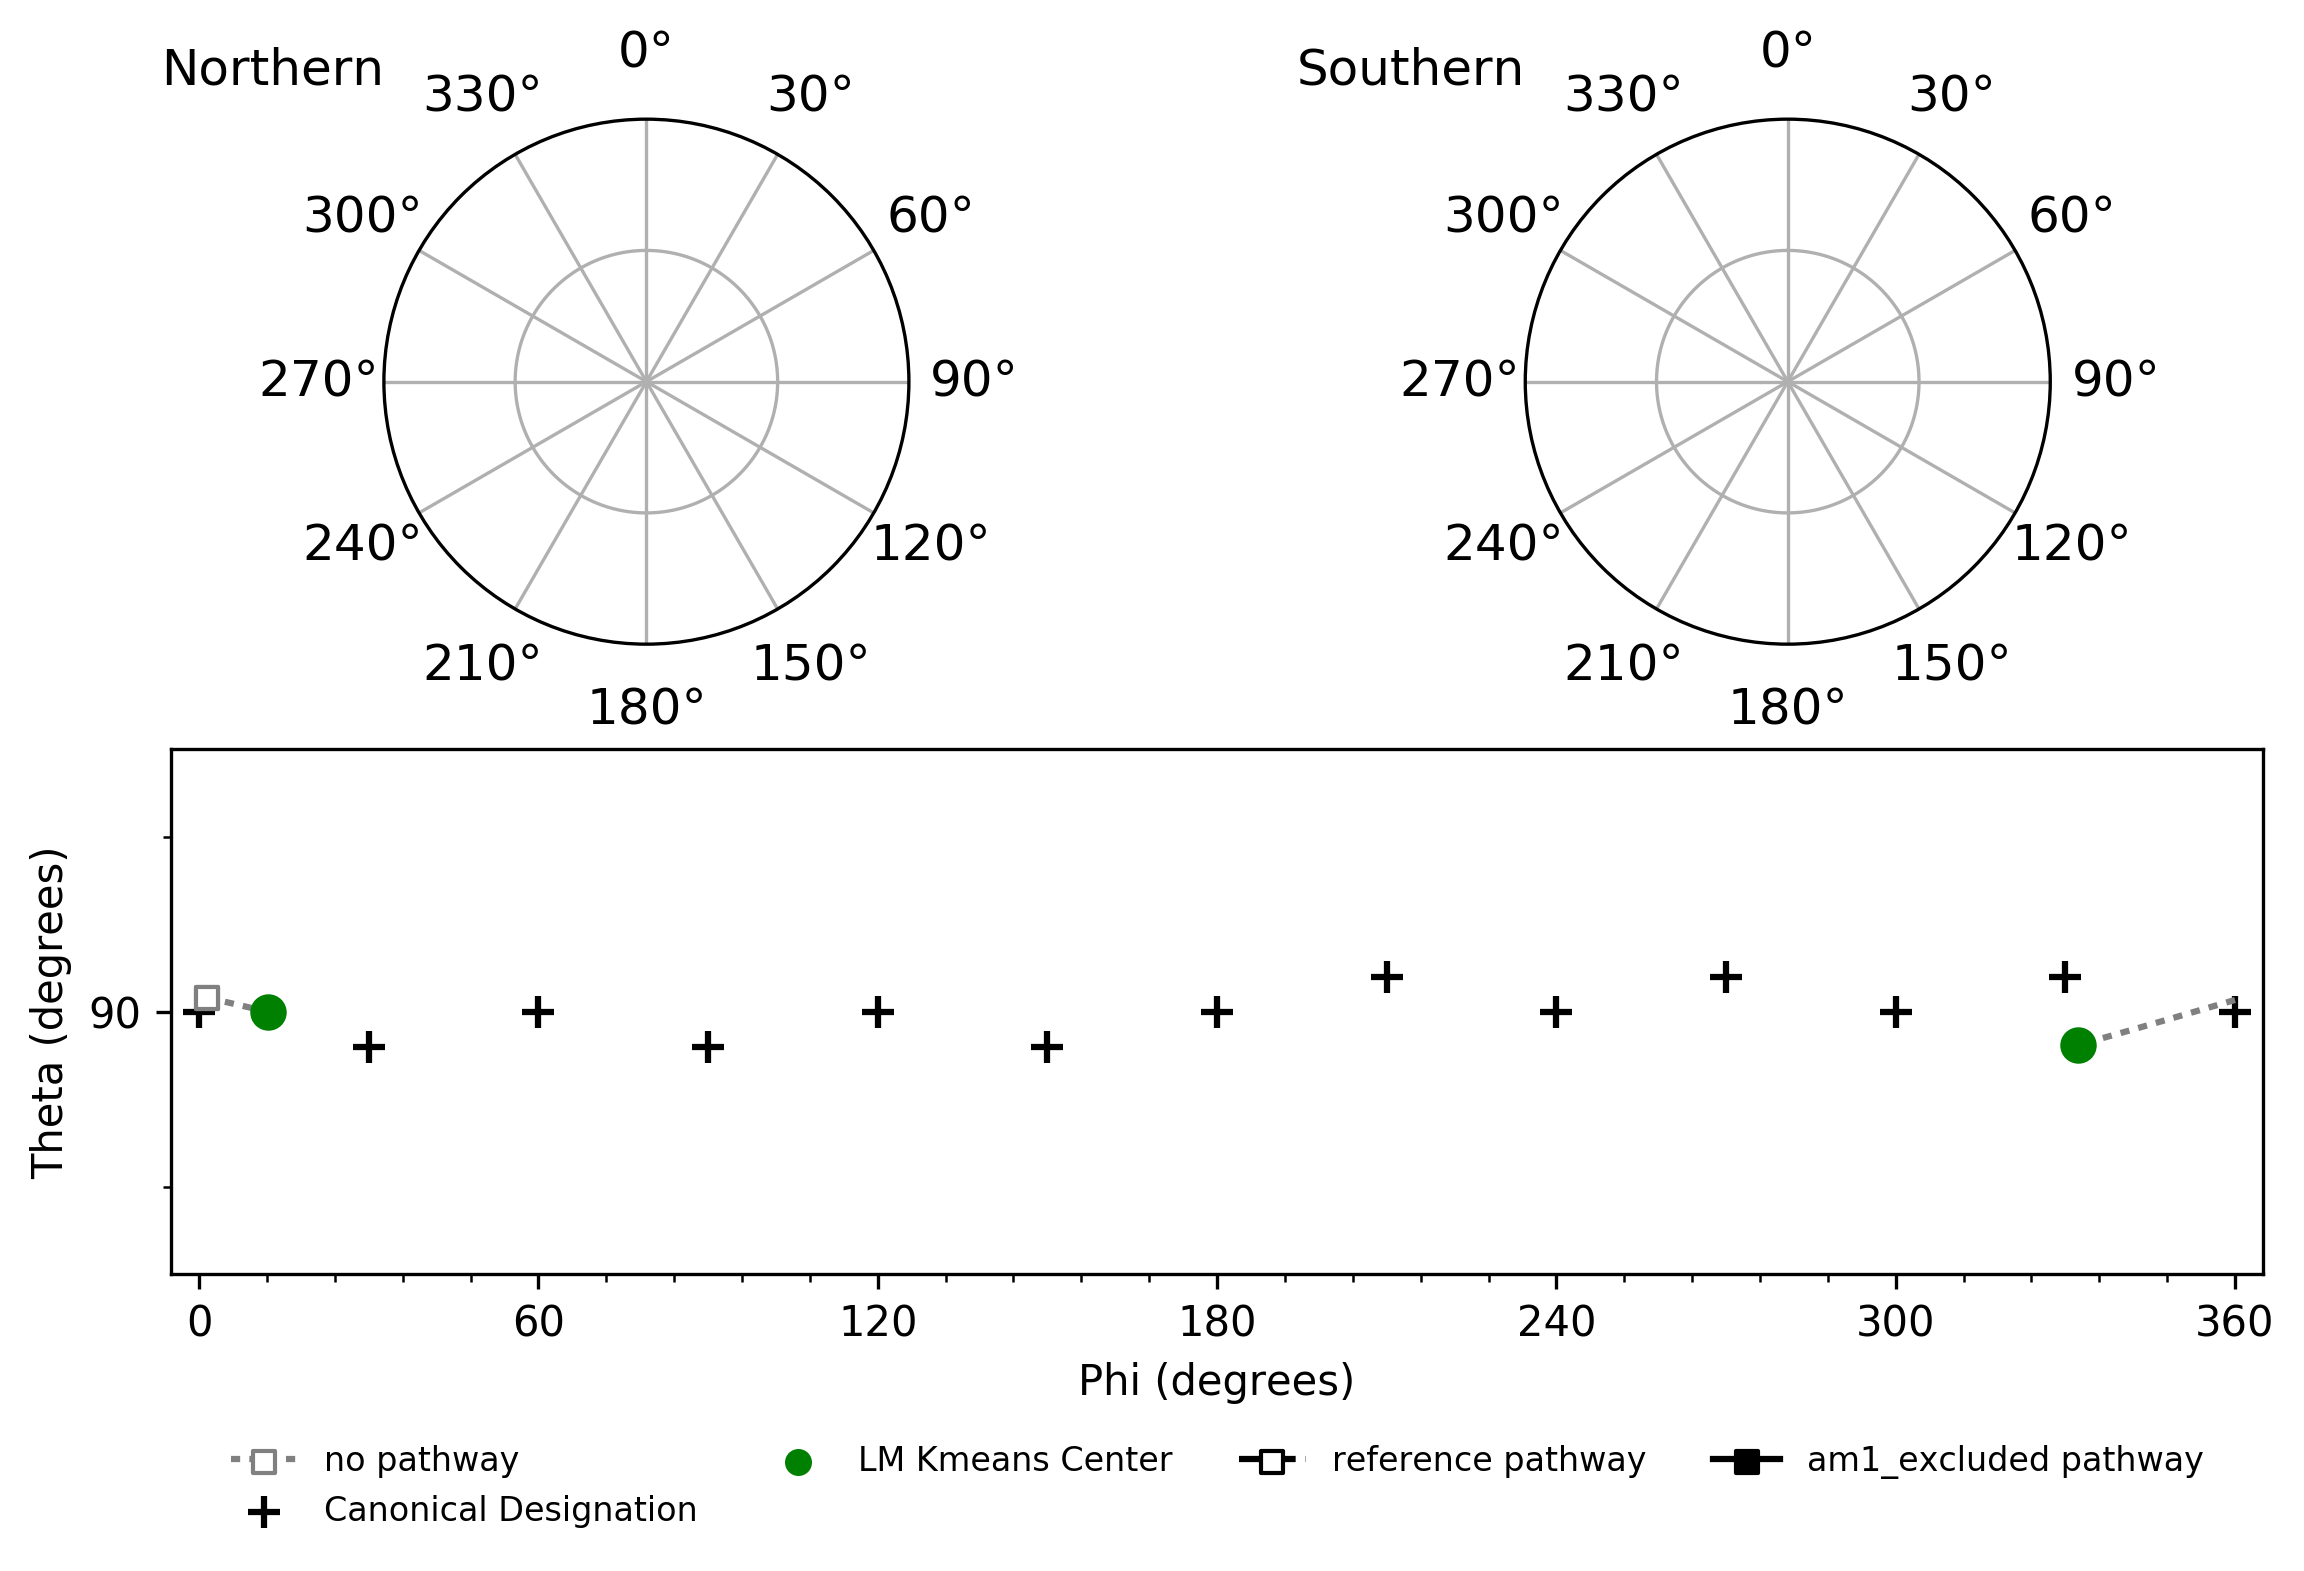 Northern
0°
30°
60°
90°
120°
150°
180°
210°
240°
270°
300°
330°
Southern
0°
30°
60°
90°
120°
150°
180°
210°
240°
270°
300°
330°
Theta (degrees)
90
0 60 120 180 240 300 360
Phi (degrees)
no pathway
Canonical Designation
LM Kmeans Center
reference pathway
am1_excluded pathway